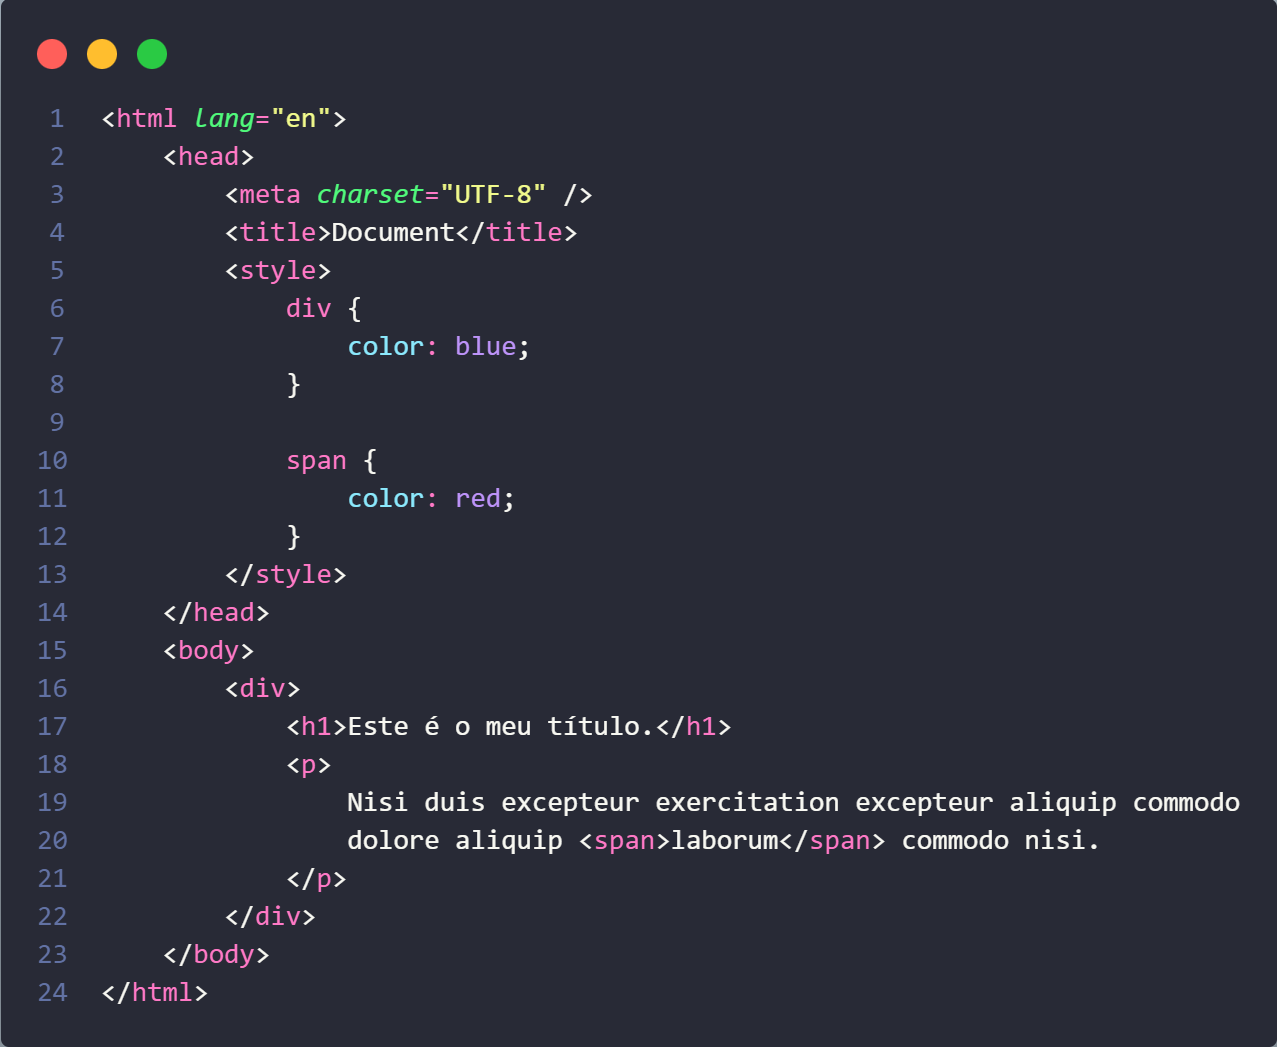 1 <html lang="en">
2     <head>
3         <meta charset="UTF-8" />
4         <title>Document</title>
5         <style>
6             div {
7                 color: blue;
8             }
9
10             span {
11                 color: red;
12             }
13         </style>
14     </head>
15     <body>
16         <div>
17             <h1>Este é o meu título.</h1>
18             <p>
19                 Nisi duis excepteur exercitation excepteur aliquip commodo
20                 dolore aliquip <span>laborum</span> commodo nisi.
21             </p>
22         </div>
23     </body>
24 </html>